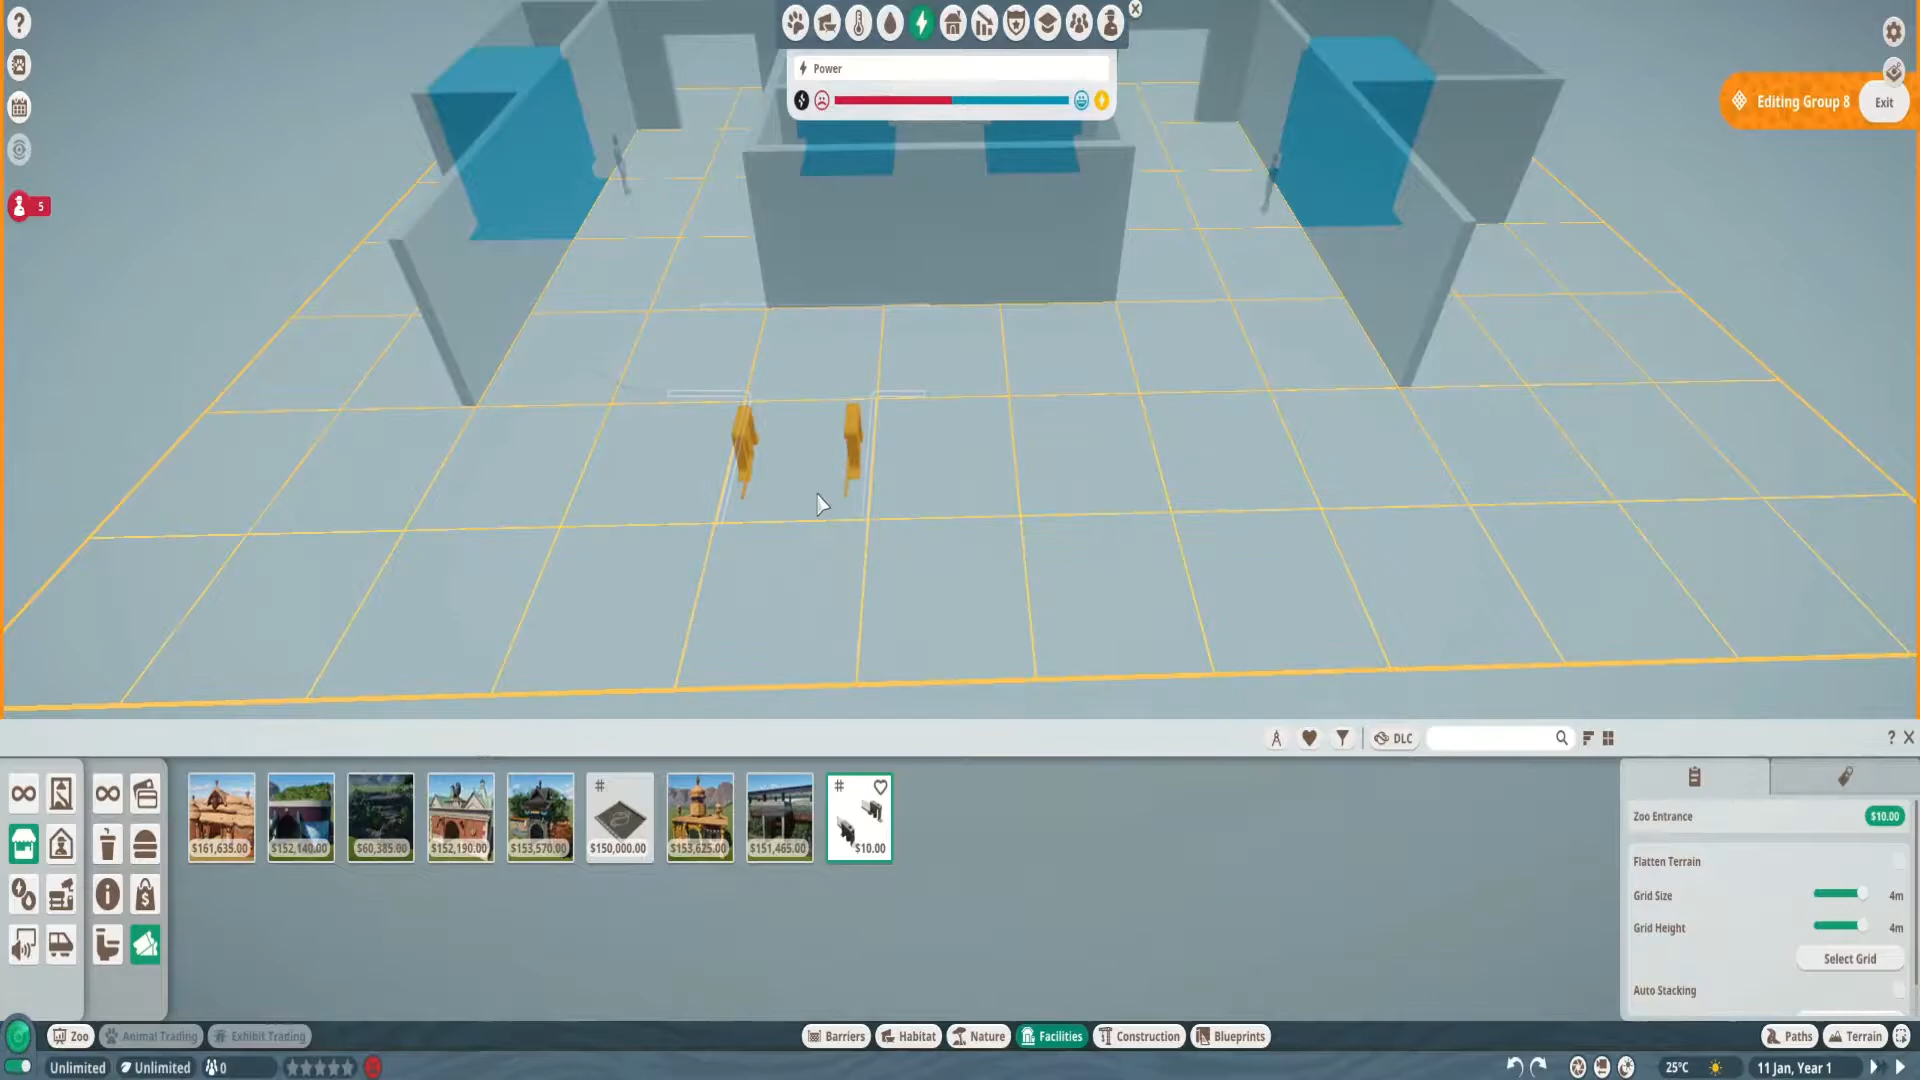 Power
Editing Group 8
Exit
5
DLC
$161,635.00
$152,140.00
$60,385.00
$152,190.00
$153,570.00
#
$150,000.00
$153,625.00
$151,465.00
#
$10.00
Zoo Entrance
$10.00
Flatten Terrain
Grid Size
4m
Grid Height
4m
Select Grid
Auto Stacking
Zoo
Animal Trading
Exhibit Trading
Barriers
Habitat
Nature
Facilities
Construction
Blueprints
Paths
Terrain
Unlimited
Unlimited
0
25°C
11 Jan, Year 1